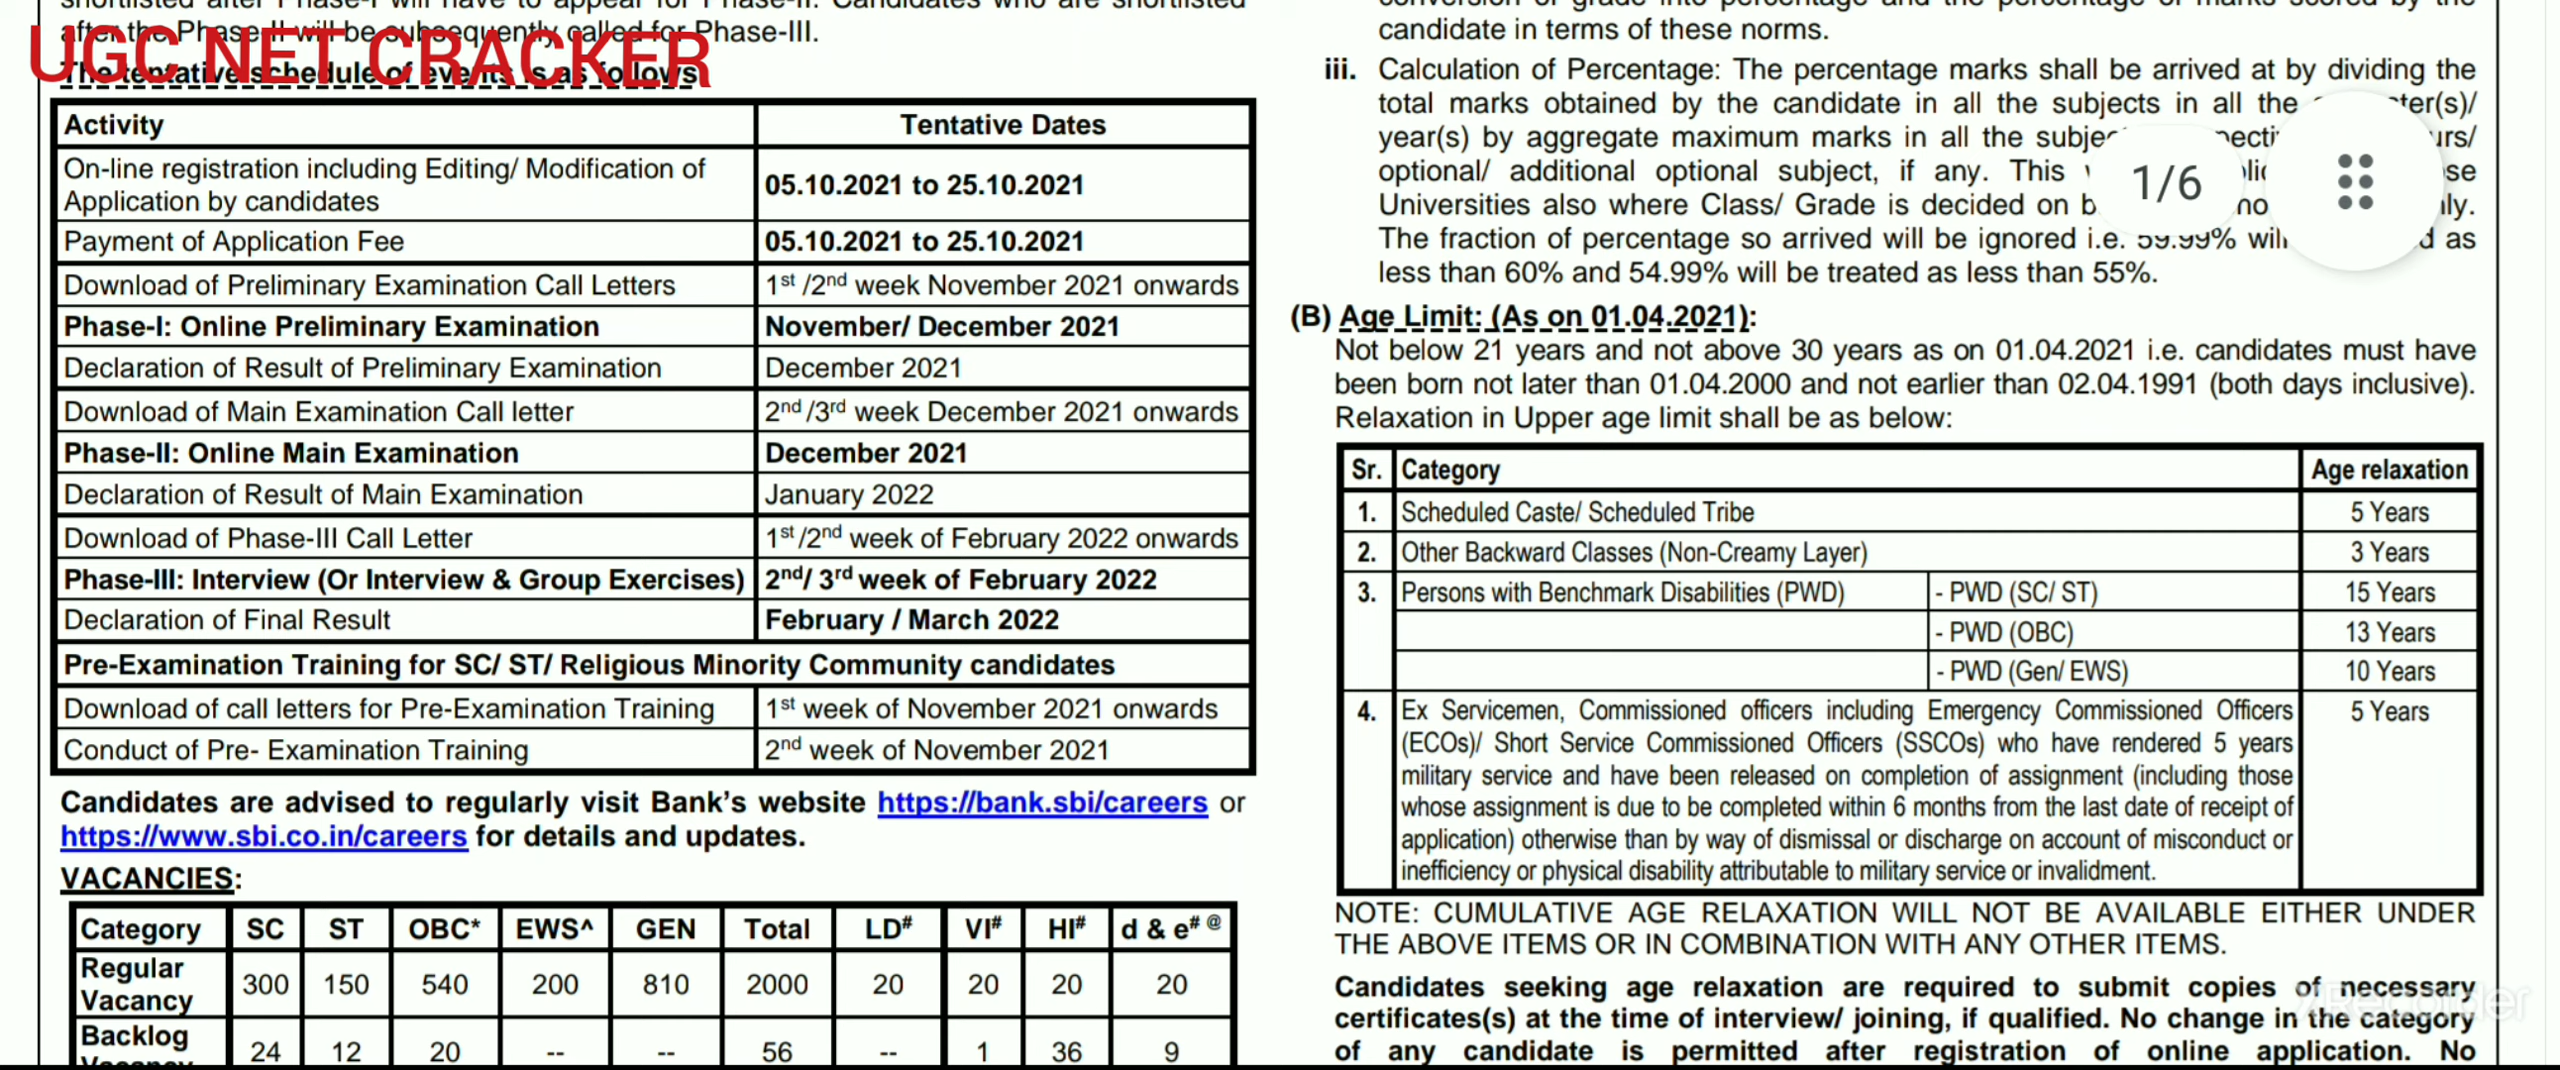 shortlisted after Phase-I will have to appear for Phase-II. Candidates who are shortlisted
after the Phase-II will be subsequently called for Phase-III.
UGC NET CRACKER
The tentative schedule of events is as follows:
Activity Tentative Dates
On-line registration including Editing/ Modification of
Application by candidates 05.10.2021 to 25.10.2021
Payment of Application Fee 05.10.2021 to 25.10.2021
Download of Preliminary Examination Call Letters 1st /2nd week November 2021 onwards
Phase-I: Online Preliminary Examination November/ December 2021
Declaration of Result of Preliminary Examination December 2021
Download of Main Examination Call letter 2nd /3rd week December 2021 onwards
Phase-II: Online Main Examination December 2021
Declaration of Result of Main Examination January 2022
Download of Phase-III Call Letter 1st /2nd week of February 2022 onwards
Phase-III: Interview (Or Interview & Group Exercises) 2nd/ 3rd week of February 2022
Declaration of Final Result February / March 2022
Pre-Examination Training for SC/ ST/ Religious Minority Community candidates
Download of call letters for Pre-Examination Training 1st week of November 2021 onwards
Conduct of Pre- Examination Training 2nd week of November 2021
Candidates are advised to regularly visit Bank's website https://bank.sbi/careers or
https://www.sbi.co.in/careers for details and updates.
VACANCIES:
Category SC ST OBC* EWS^ GEN Total LD# VI# HI# d & e# @
Regular
Vacancy 300 150 540 200 810 2000 20 20 20 20
Backlog
Vacancy 24 12 20 -- -- 56 -- 1 36 9
conversion of grade into percentage and the percentage of marks scored by the
candidate in terms of these norms.
iii. Calculation of Percentage: The percentage marks shall be arrived at by dividing the
total marks obtained by the candidate in all the subjects in all the ter(s)/
year(s) by aggregate maximum marks in all the
optional/ additional optional subject, if any. This
Universities also where Class/ Grade is decided on
The fraction of percentage so arrived will be ignored i.e. 59.99% will as
less than 60% and 54.99% will be treated as less than 55%.
1/6
(B) Age Limit: (As on 01.04.2021):
Not below 21 years and not above 30 years as on 01.04.2021 i.e. candidates must have
been born not later than 01.04.2000 and not earlier than 02.04.1991 (both days inclusive).
Relaxation in Upper age limit shall be as below:
Sr. Category Age relaxation
1. Scheduled Caste/ Scheduled Tribe 5 Years
2. Other Backward Classes (Non-Creamy Layer) 3 Years
3. Persons with Benchmark Disabilities (PWD) - PWD (SC/ ST) 15 Years
- PWD (OBC) 13 Years
- PWD (Gen/ EWS) 10 Years
4. Ex Servicemen, Commissioned officers including Emergency Commissioned Officers 5 Years
(ECOs)/ Short Service Commissioned Officers (SSCOs) who have rendered 5 years
military service and have been released on completion of assignment (including those
whose assignment is due to be completed within 6 months from the last date of receipt of
application) otherwise than by way of dismissal or discharge on account of misconduct or
inefficiency or physical disability attributable to military service or invalidment.
NOTE: CUMULATIVE AGE RELAXATION WILL NOT BE AVAILABLE EITHER UNDER
THE ABOVE ITEMS OR IN COMBINATION WITH ANY OTHER ITEMS.
Candidates seeking age relaxation are required to submit copies of necessary
certificates(s) at the time of interview/ joining, if qualified. No change in the category
of any candidate is permitted after registration of online application. No
XRecorder